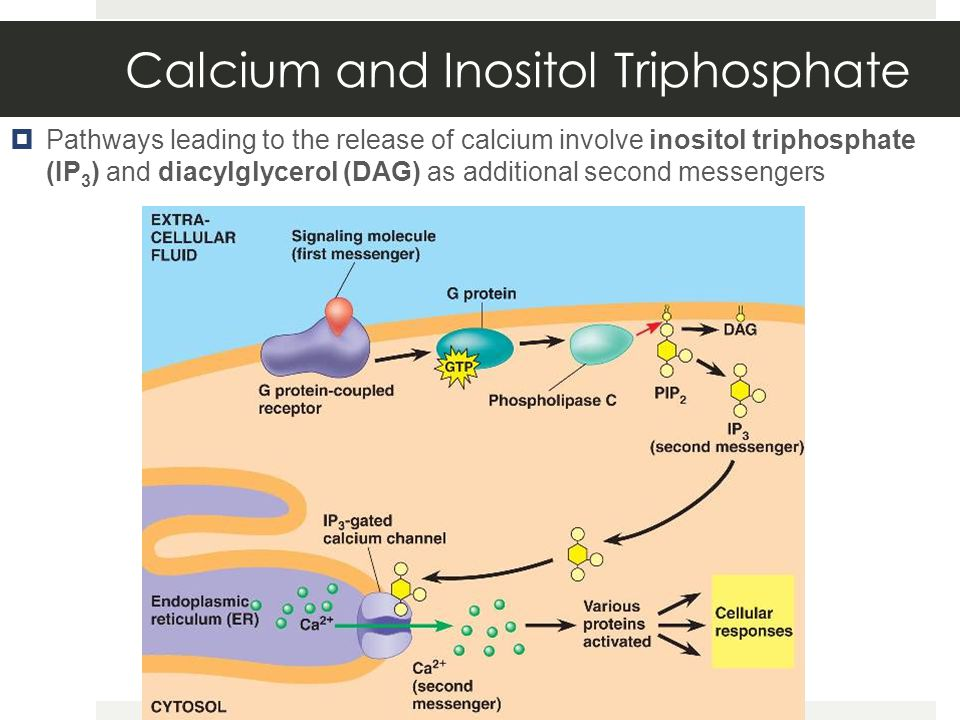 Calcium and Inositol Triphosphate
Pathways leading to the release of calcium involve inositol triphosphate
(IP3) and diacylglycerol (DAG) as additional second messengers
EXTRA-
CELLULAR
FLUID
Signaling molecule
(first messenger)
G protein
DAG
GTP
G protein-coupled
receptor
Phospholipase C
PIP2
IP3
(second messenger)
IP3-gated
calcium channel
Endoplasmic
reticulum (ER)
Ca2+
Various
proteins
activated
Cellular
responses
Ca2+
(second
messenger)
CYTOSOL